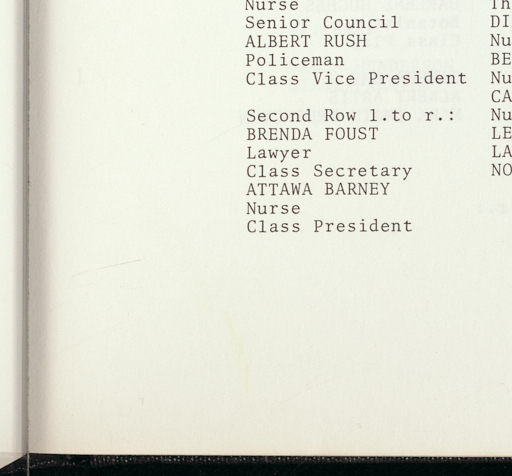 Nurse
Senior Council
ALBERT RUSH
Policeman
Class Vice President
Second Row l.to r.:
BRENDA FOUST
Lawyer
Class Secretary
ATTAWA BARNEY
Nurse
Class President
Th
DI
Nu
BE
Nu
CA
Nu
LE
LA
NO